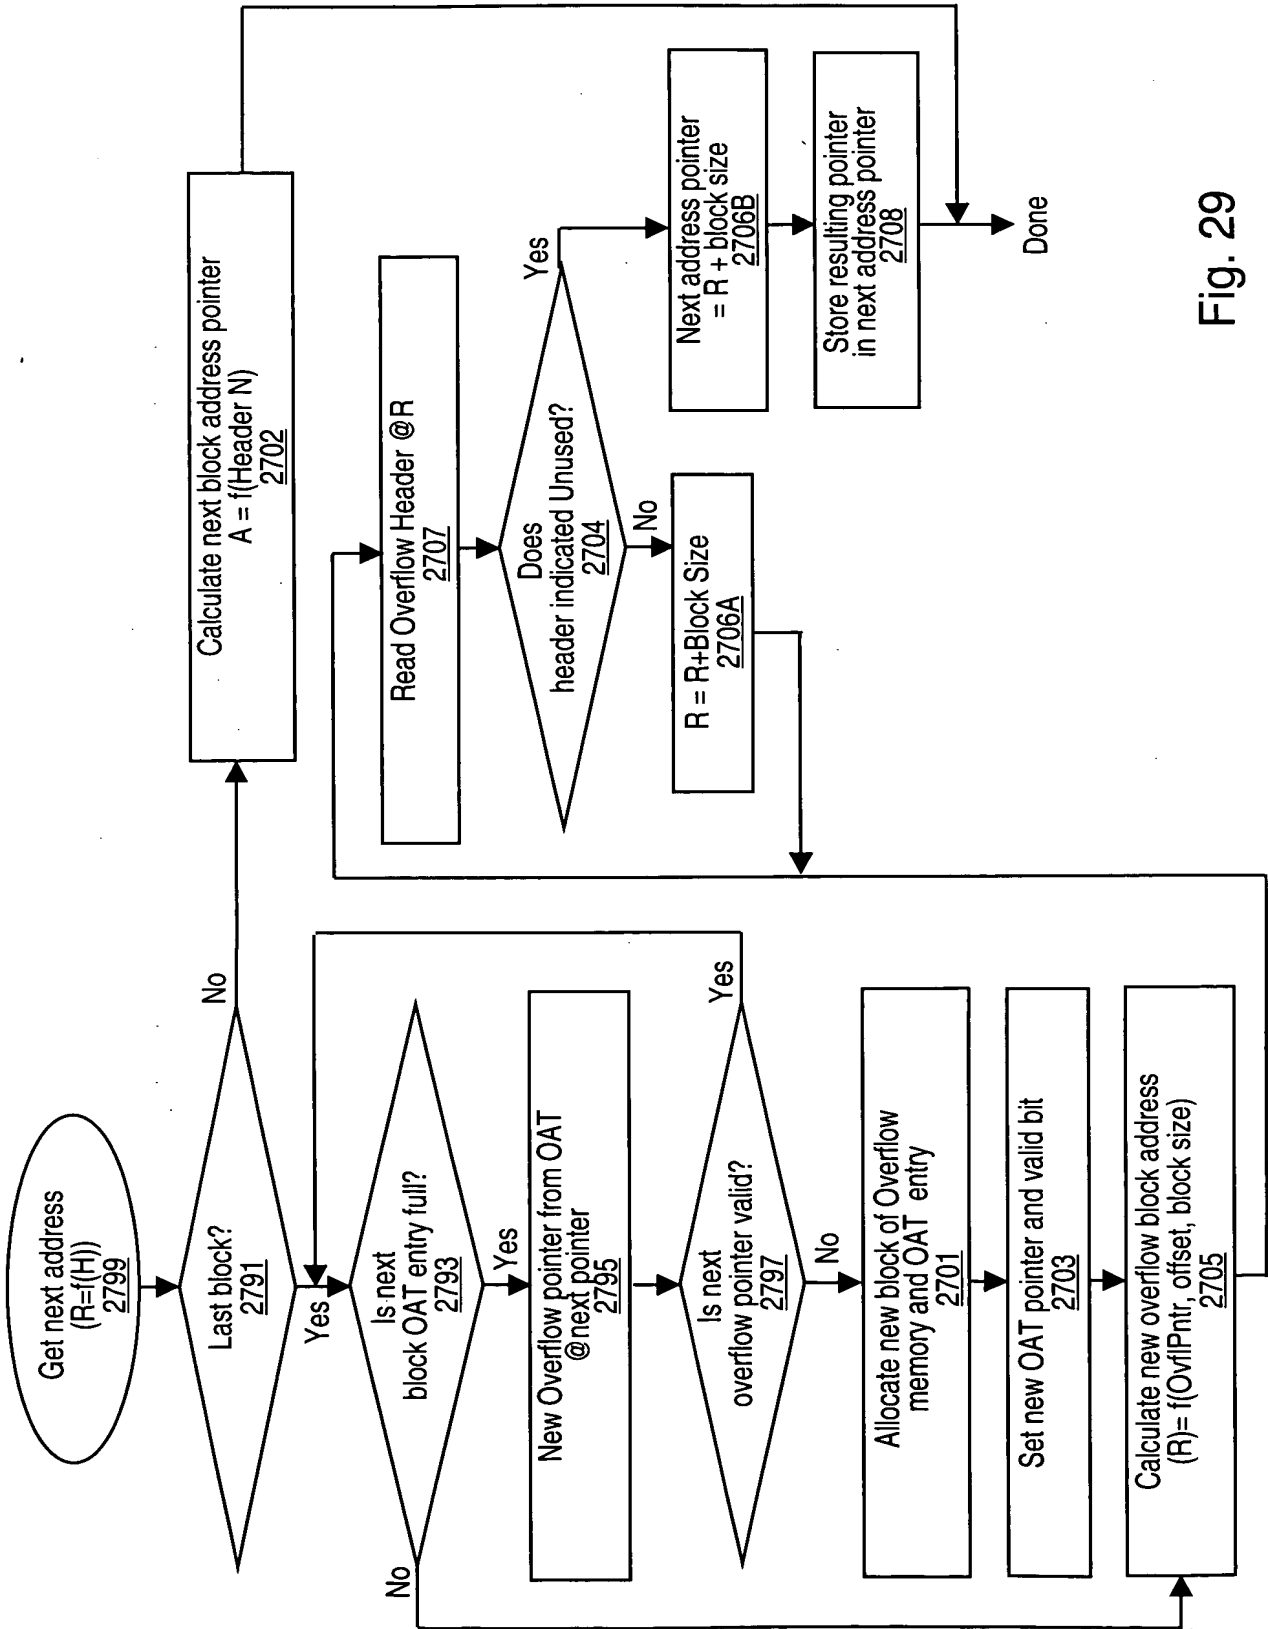 Get next address
(R=f(H))
2799
Last block?
2791
No
Yes
Is next
block OAT entry full?
2793
No
Yes
New Overflow pointer from OAT
@next pointer
2795
Is next
overflow pointer valid?
2797
Yes
No
Allocate new block of Overflow
memory and OAT entry
2701
Set new OAT pointer and valid bit
2703
Calculate new overflow block address
(R)= f(OvflPntr, offset, block size)
2705
Calculate next block address pointer
A = f(Header N)
2702
Read Overflow Header @R
2707
Does
header indicated Unused?
2704
Yes
No
R = R+Block Size
2706A
Next address pointer
= R + block size
2706B
Store resulting pointer
in next address pointer
2708
Done
Fig. 29